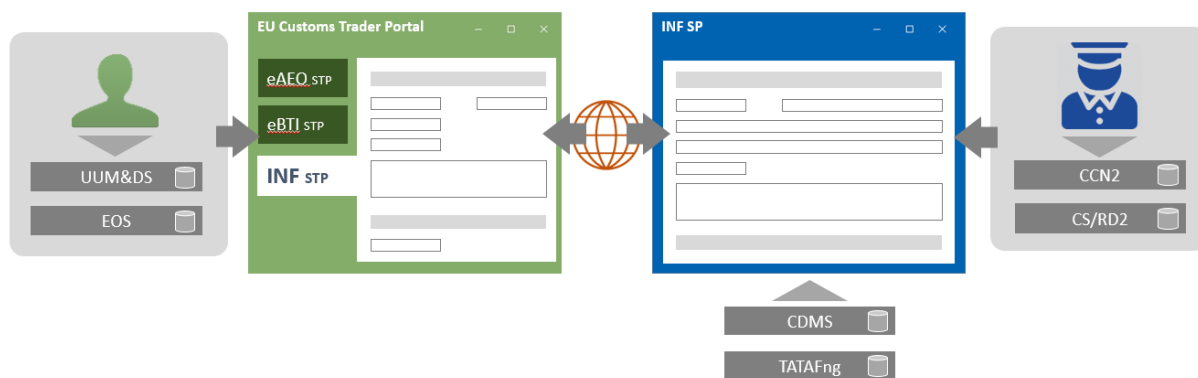 EU Customs Trader Portal
INF SP
eAEO STP
eBTI STP
INF STP
UUM&DS
EOS
CCN2
CS/RD2
CDMS
TATAFng